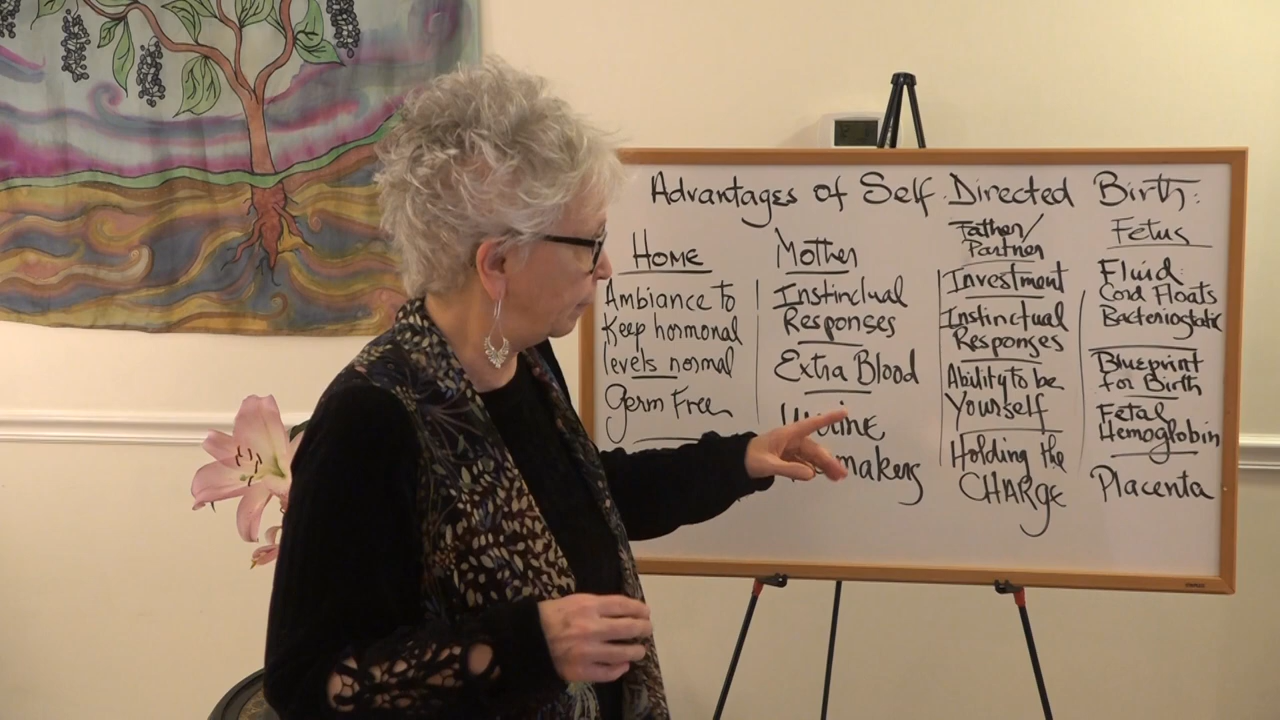 Advantages of Self Directed Birth:
HOME
Ambiance to
Keep hormonal
levels normal
Germ Free
Mother
Instinctual
Responses
Extra Blood
makers
Father/
Partner
Investment
Instinctual
Responses
Ability to be
Yourself
Holding the
CHARGE
Fetus
Fluid:
Cord Floats
Bacteriostatic
Blueprint
for Birth
Fetal
Hemoglobin
Placenta